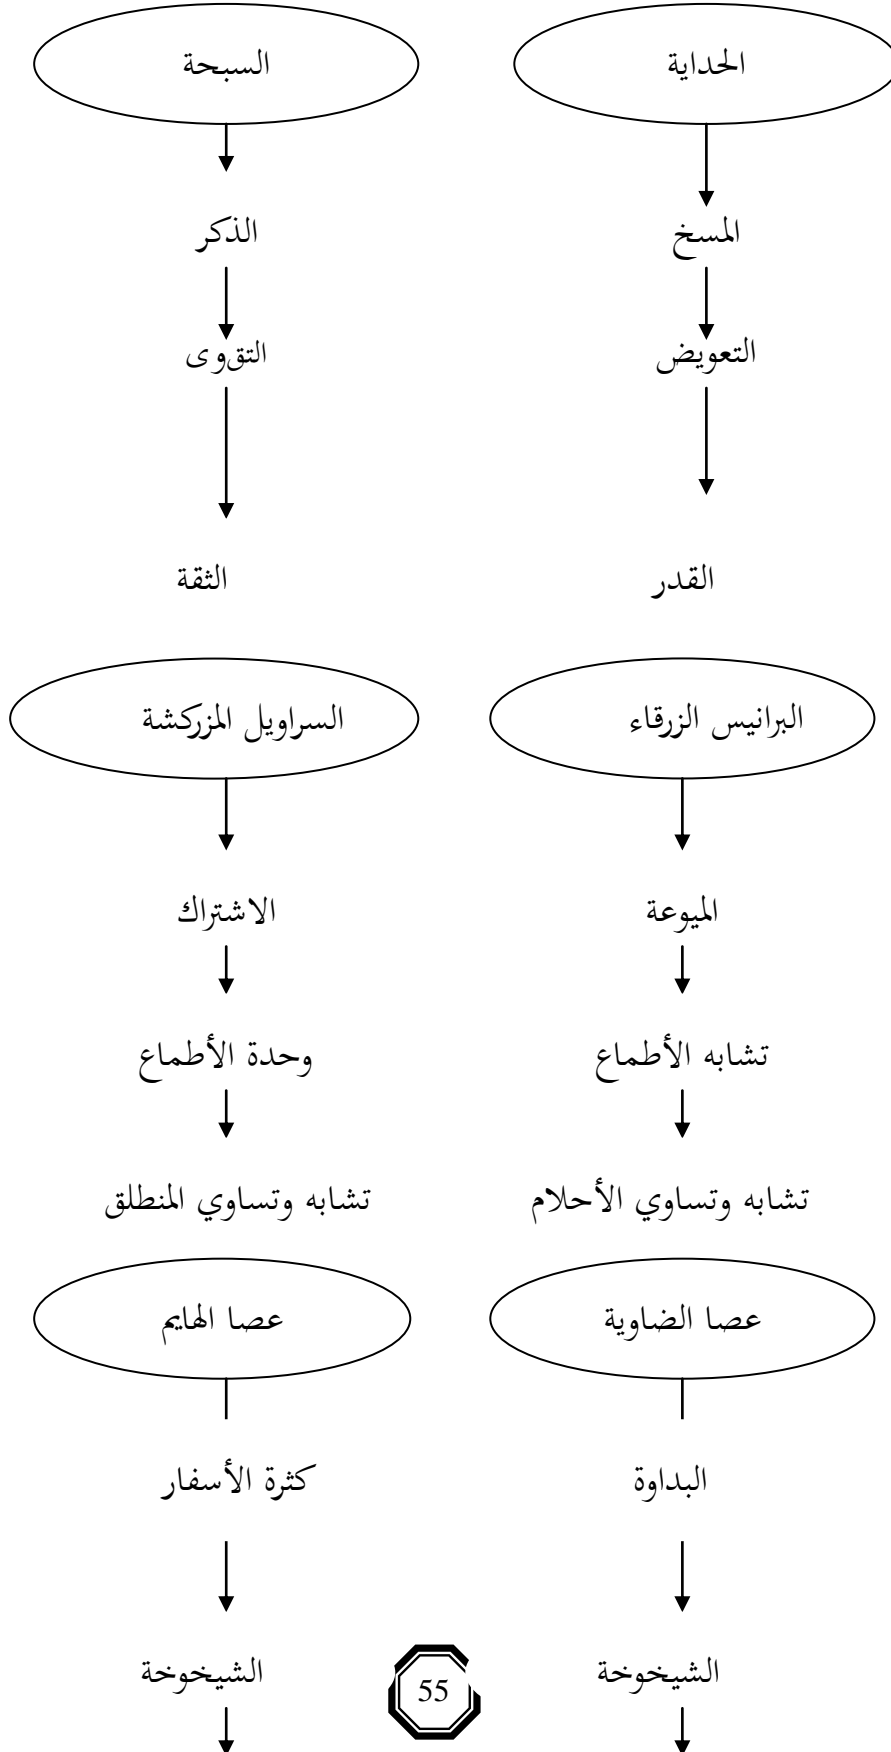 الحداية السبحة
المسخ الذكر
التعويض التقوى
القدر الثقة
البرانيس الزرقاء السراويل المزركشة
الميوعة الاشتراك
تشابه الأطماع وحدة الأطماع
تشابه وتساوي الأحلام تشابه وتساوي المنطلق
عصا الضاوية عصا الهايم
البداوة كثرة الأسفار
الشيخوخة الشيخوخة
55